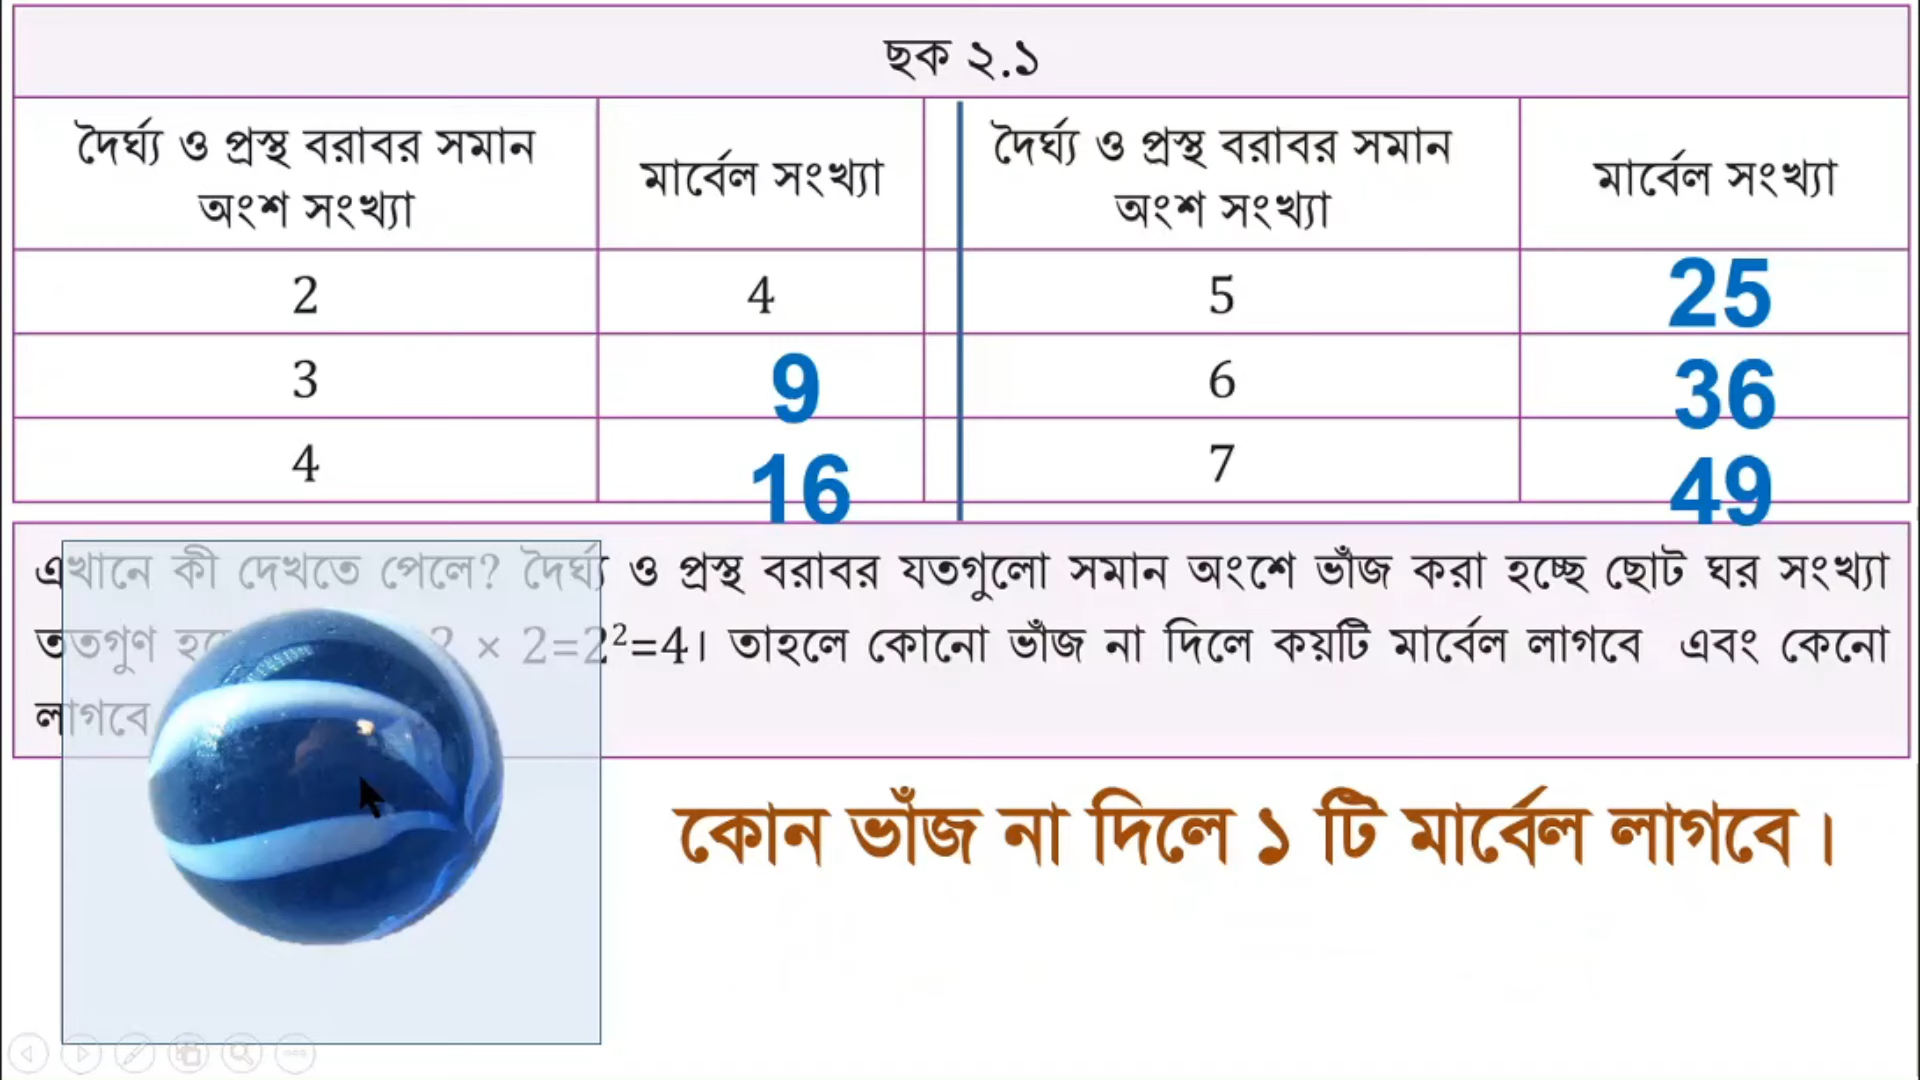 ছক ২.১
দৈর্ঘ্য ও প্রস্থ বরাবর সমান অংশ সংখ্যা মার্বেল সংখ্যা দৈর্ঘ্য ও প্রস্থ বরাবর সমান অংশ সংখ্যা মার্বেল সংখ্যা
2 4 5 25
3 9 6 36
4 16 7 49
এখানে কী দেখতে পেলে? দৈর্ঘ্য ও প্রস্থ বরাবর যতগুলো সমান অংশে ভাঁজ করা হচ্ছে ছোট ঘর সংখ্যা
ততগুণ 2 × 2=2²=4। তাহলে কোনো ভাঁজ না দিলে কয়টি মার্বেল লাগবে এবং কেনো
লাগবে
কোন ভাঁজ না দিলে ১ টি মার্বেল লাগবে।